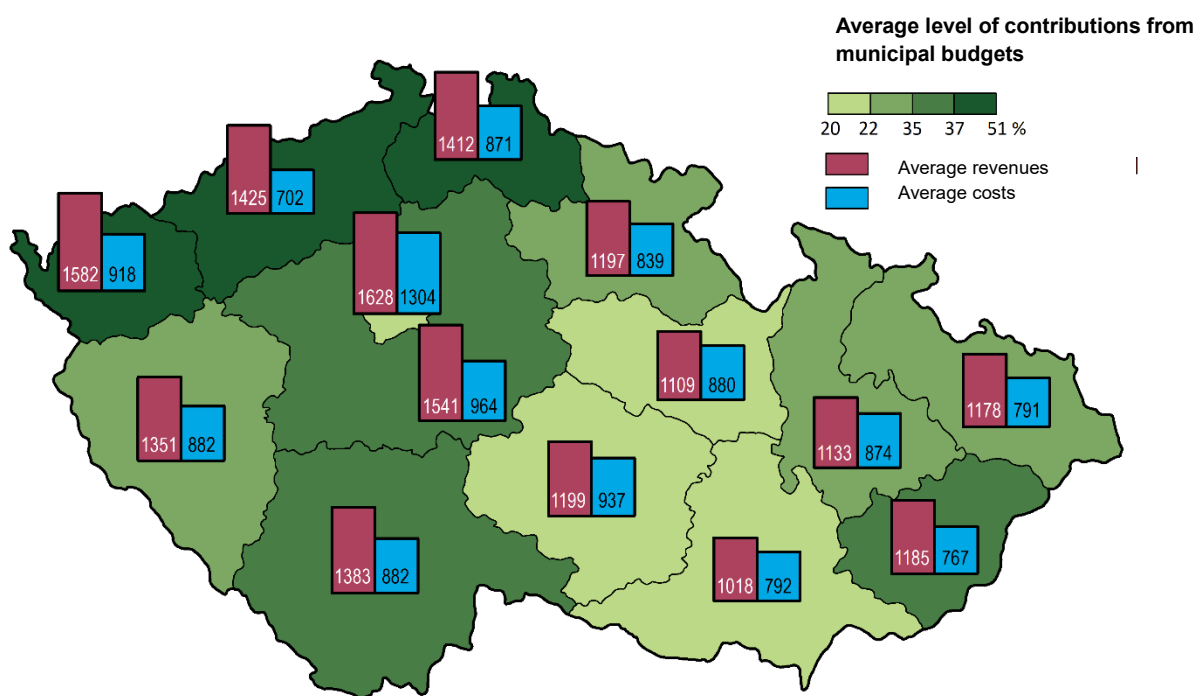 Average level of contributions from
municipal budgets
20 22 35 37 51 %
Average revenues
Average costs
1412 871
1425 702
1582 918
1197 839
1628 1304
1109 880
1541 964
1178 791
1351 882
1133 874
1199 937
1185 767
1383 882
1018 792